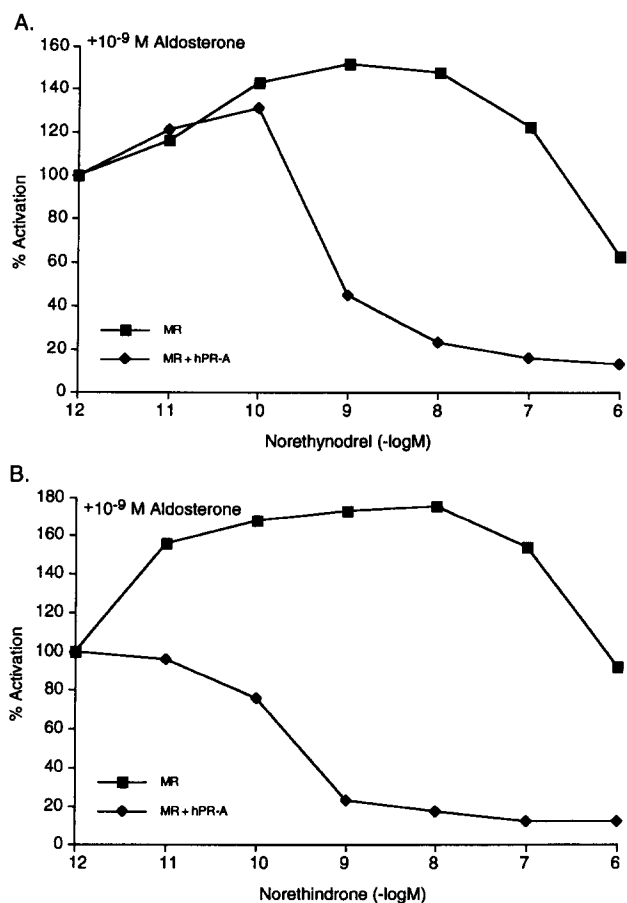 A.
+10⁻⁹ M Aldosterone
160
140
120
100
80
60
40
20
0
% Activation
MR
MR + hPR-A
12 11 10 9 8 7 6
Norethynodrel (-logM)
B.
+10⁻⁹ M Aldosterone
180
160
140
120
100
80
60
40
20
0
% Activation
MR
MR + hPR-A
12 11 10 9 8 7 6
Norethindrone (-logM)